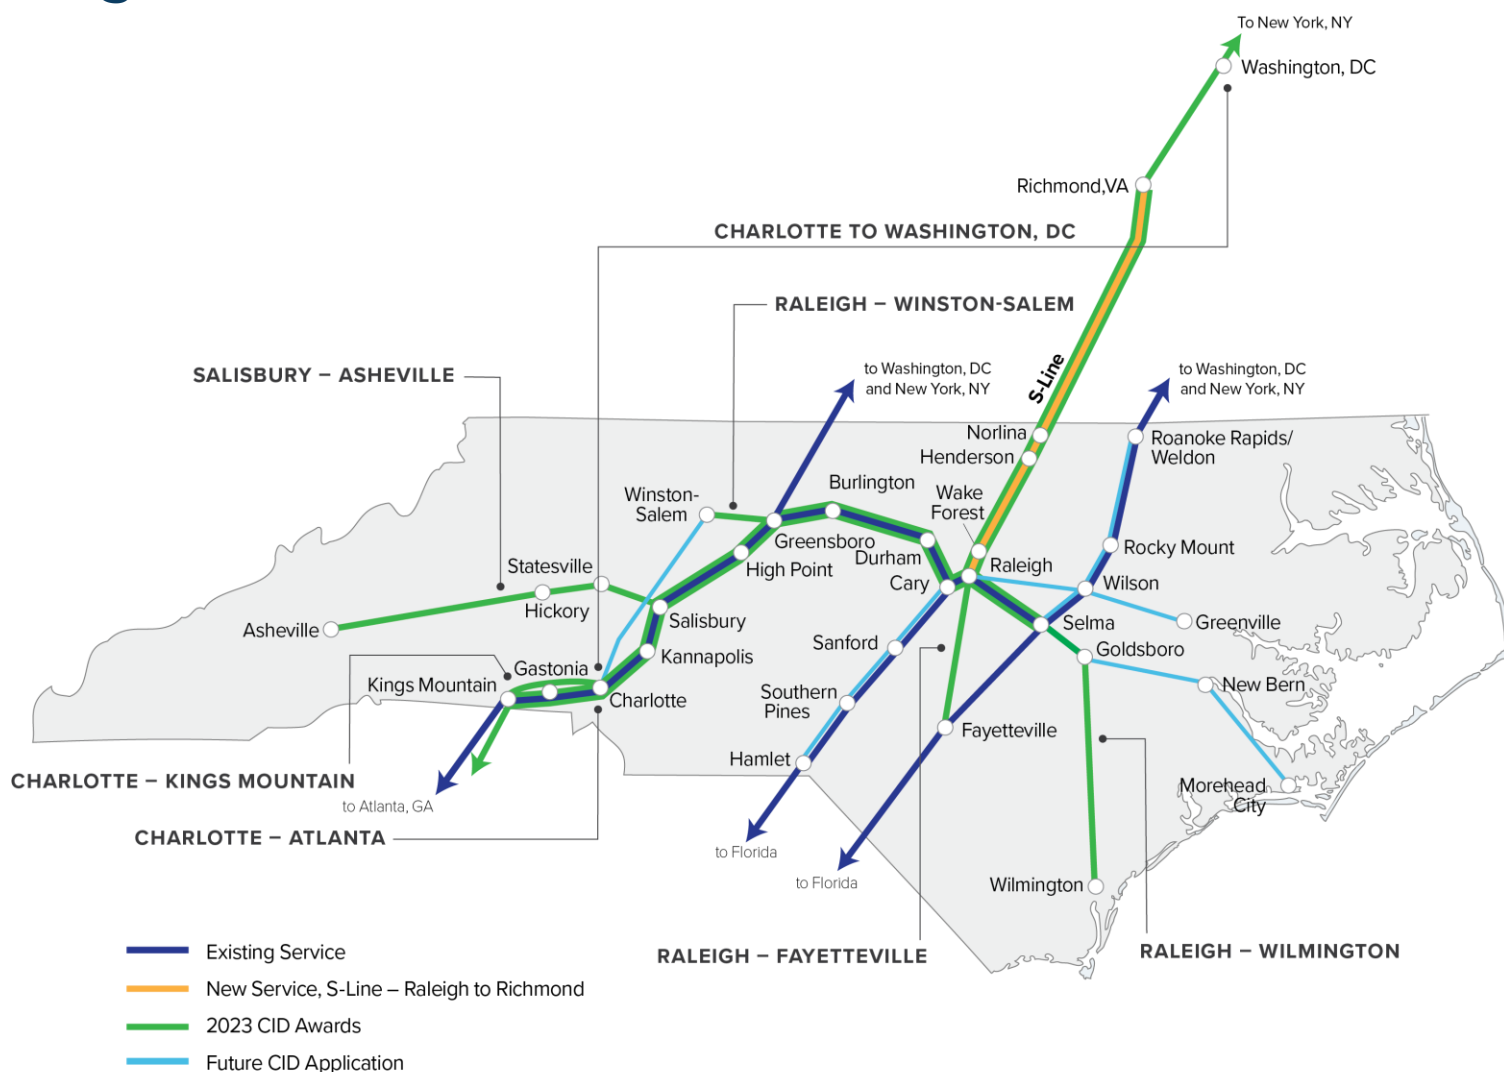 To New York, NY
Washington, DC
Richmond,VA
CHARLOTTE TO WASHINGTON, DC
RALEIGH – WINSTON-SALEM
S-Line
SALISBURY – ASHEVILLE
to Washington, DC
and New York, NY
to Washington, DC
and New York, NY
Norlina
Henderson
Roanoke Rapids/
Weldon
Burlington
Wake
Forest
Winston-
Salem
Greensboro
High Point
Durham
Cary
Raleigh
Rocky Mount
Wilson
Statesville
Hickory
Asheville
Salisbury
Kannapolis
Sanford
Selma
Greenville
Goldsboro
Gastonia
Kings Mountain
Charlotte
Southern
Pines
New Bern
Fayetteville
Hamlet
Morehead
City
CHARLOTTE – KINGS MOUNTAIN
to Atlanta, GA
CHARLOTTE – ATLANTA
to Florida
to Florida
Wilmington
RALEIGH – FAYETTEVILLE
RALEIGH – WILMINGTON
Existing Service
New Service, S-Line – Raleigh to Richmond
2023 CID Awards
Future CID Application